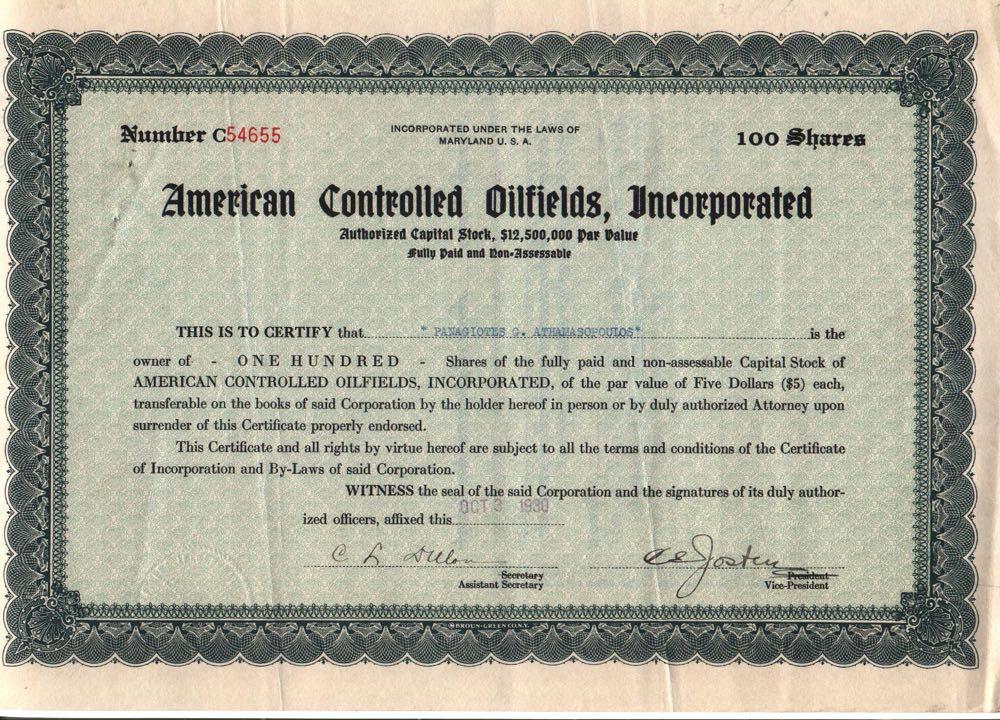 Number C54655
INCORPORATED UNDER THE LAWS OF
MARYLAND U. S. A.
100 Shares
American Controlled Oilfields, Incorporated
Authorized Capital Stock, $12,500,000 Par Value
Fully Paid and Non-Assessable
THIS IS TO CERTIFY that * PANAGIOTES G. ATHANASOPOULOS* is the
owner of - ONE HUNDRED - Shares of the fully paid and non-assessable Capital Stock of
AMERICAN CONTROLLED OILFIELDS, INCORPORATED, of the par value of Five Dollars ($5) each,
transferable on the books of said Corporation by the holder hereof in person or by duly authorized Attorney upon
surrender of this Certificate properly endorsed.
This Certificate and all rights by virtue hereof are subject to all the terms and conditions of the Certificate
of Incorporation and By-Laws of said Corporation.
WITNESS the seal of the said Corporation and the signatures of its duly author-
ized officers, affixed this OCT 3 1930
C L Dillon
Secretary
Assistant Secretary
President
Vice-President
©BROUN-GREEN CO. N.Y.